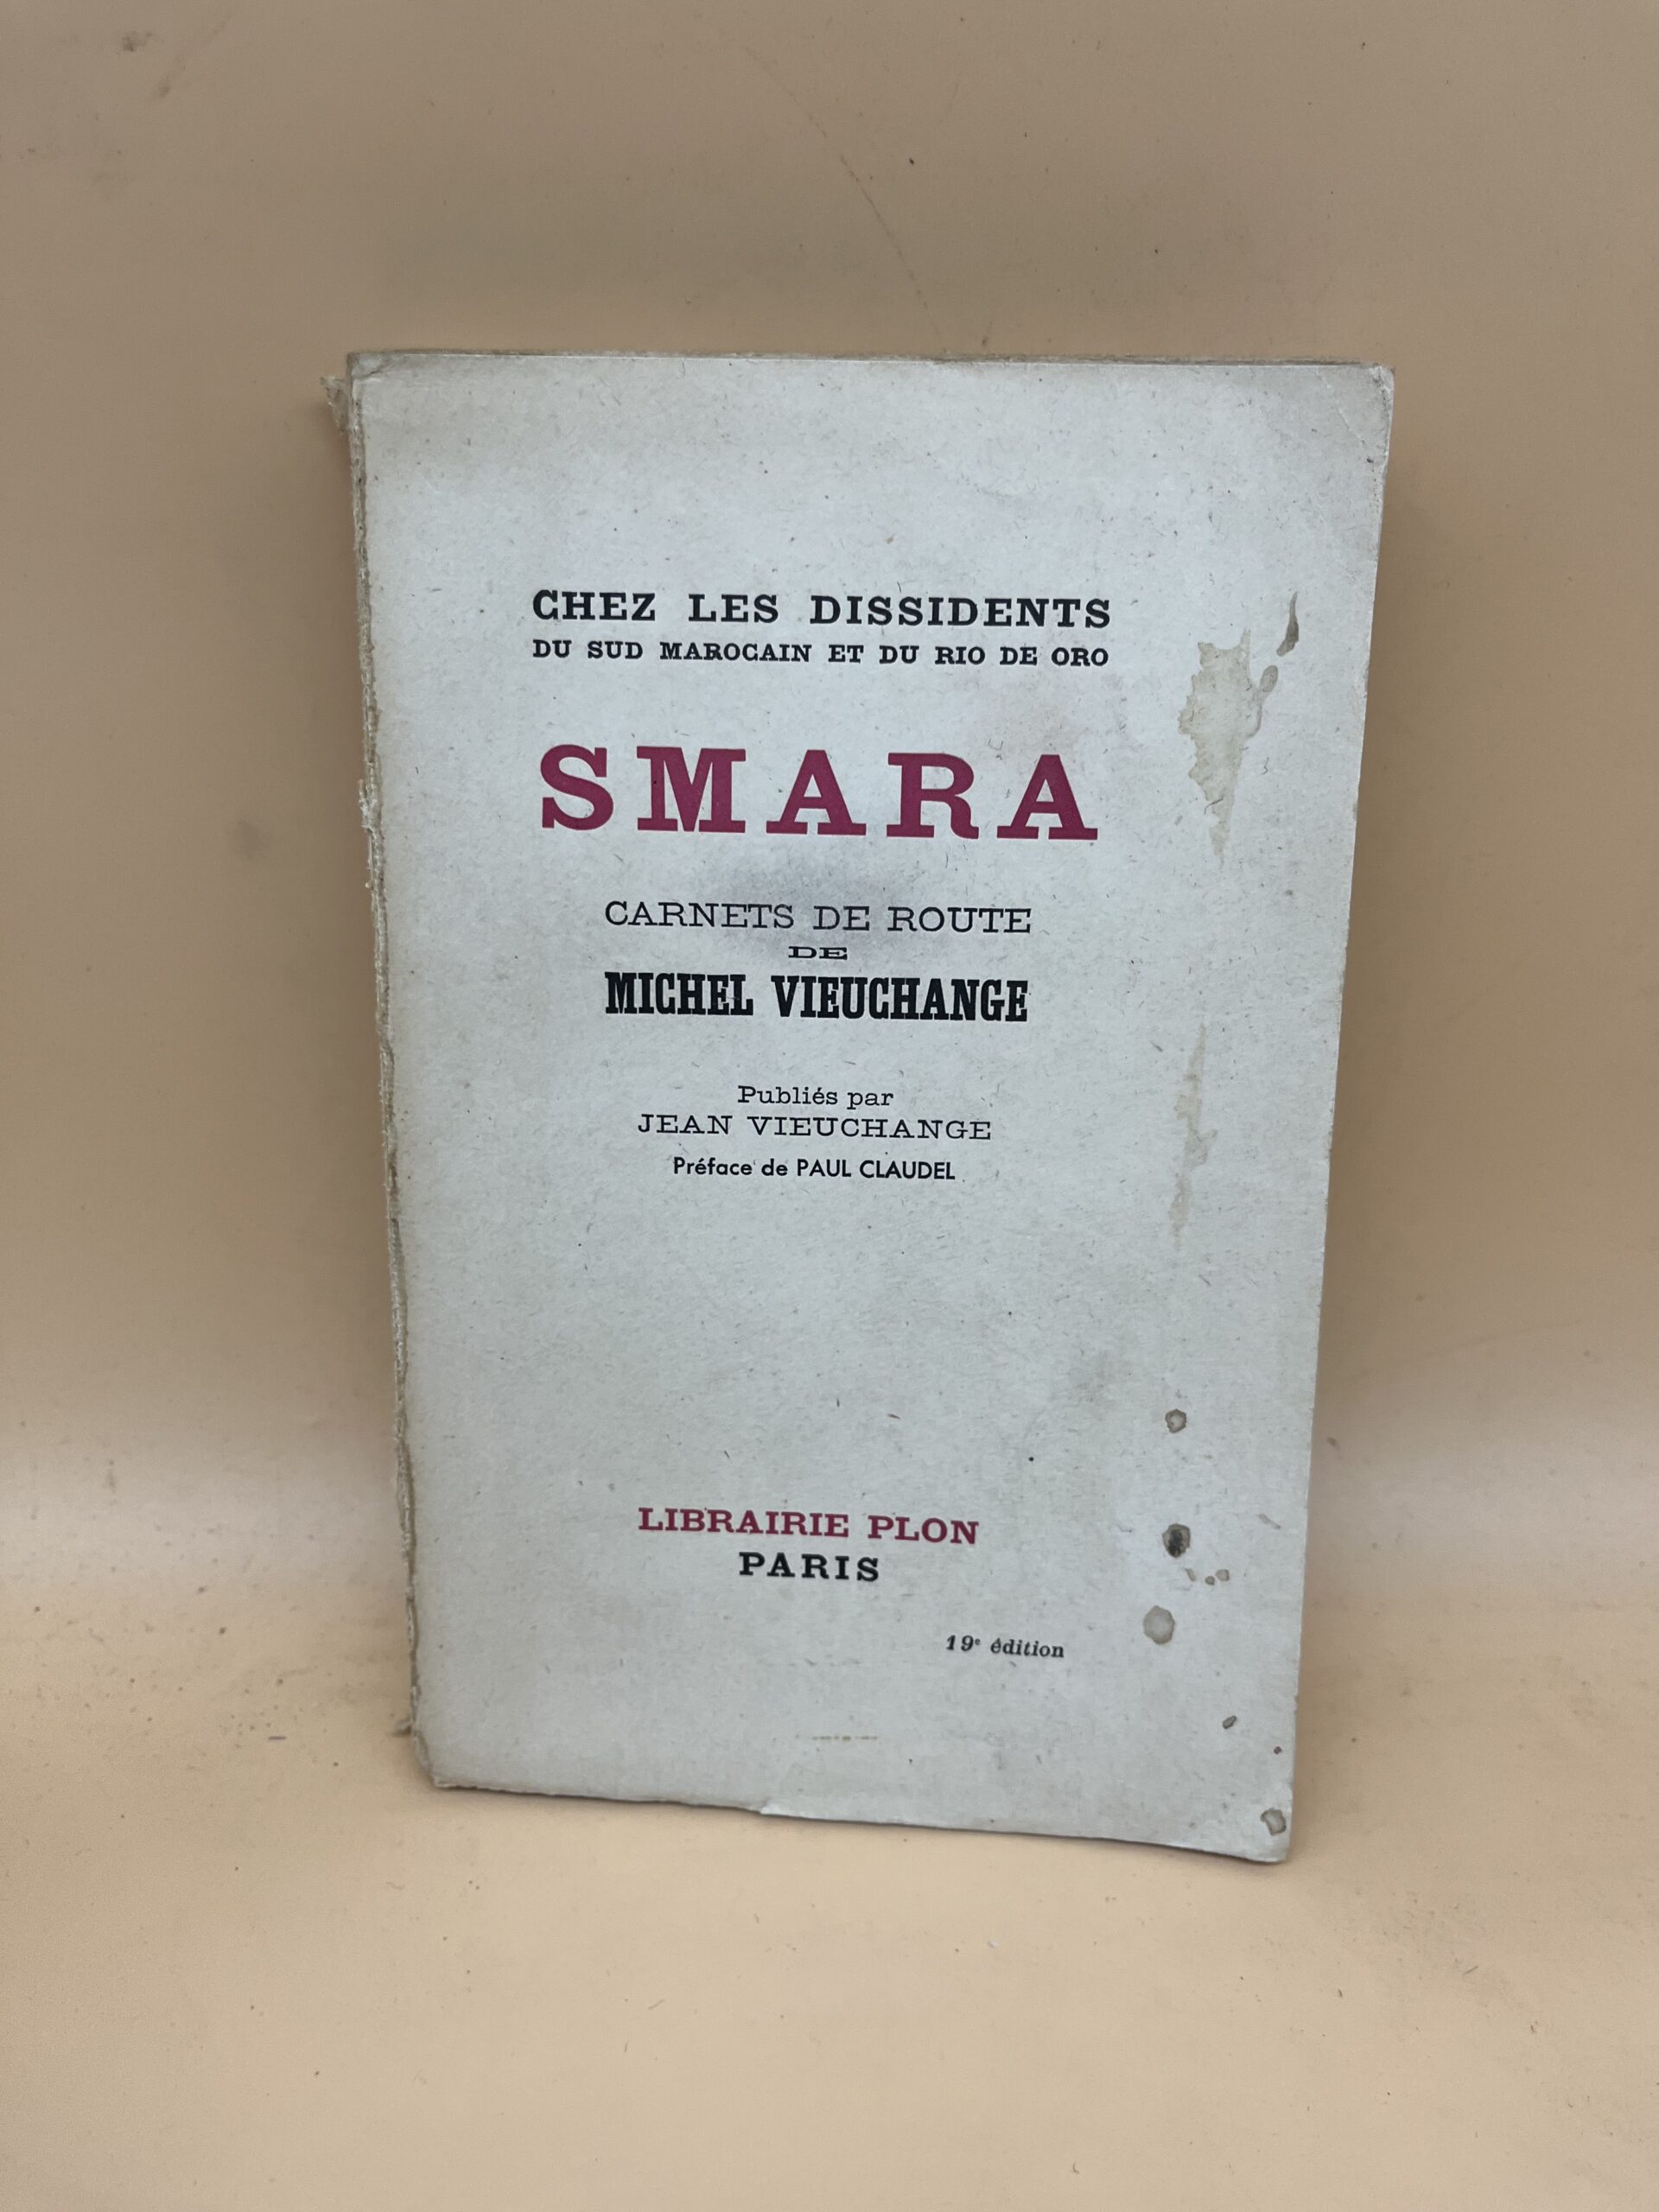 CHEZ LES DISSIDENTS
DU SUD MAROCAIN ET DU RIO DE ORO
SMARA
CARNETS DE ROUTE
DE
MICHEL VIEUCHANGE
Publiés par
JEAN VIEUCHANGE
Préface de PAUL CLAUDEL
LIBRAIRIE PLON
PARIS
19e édition